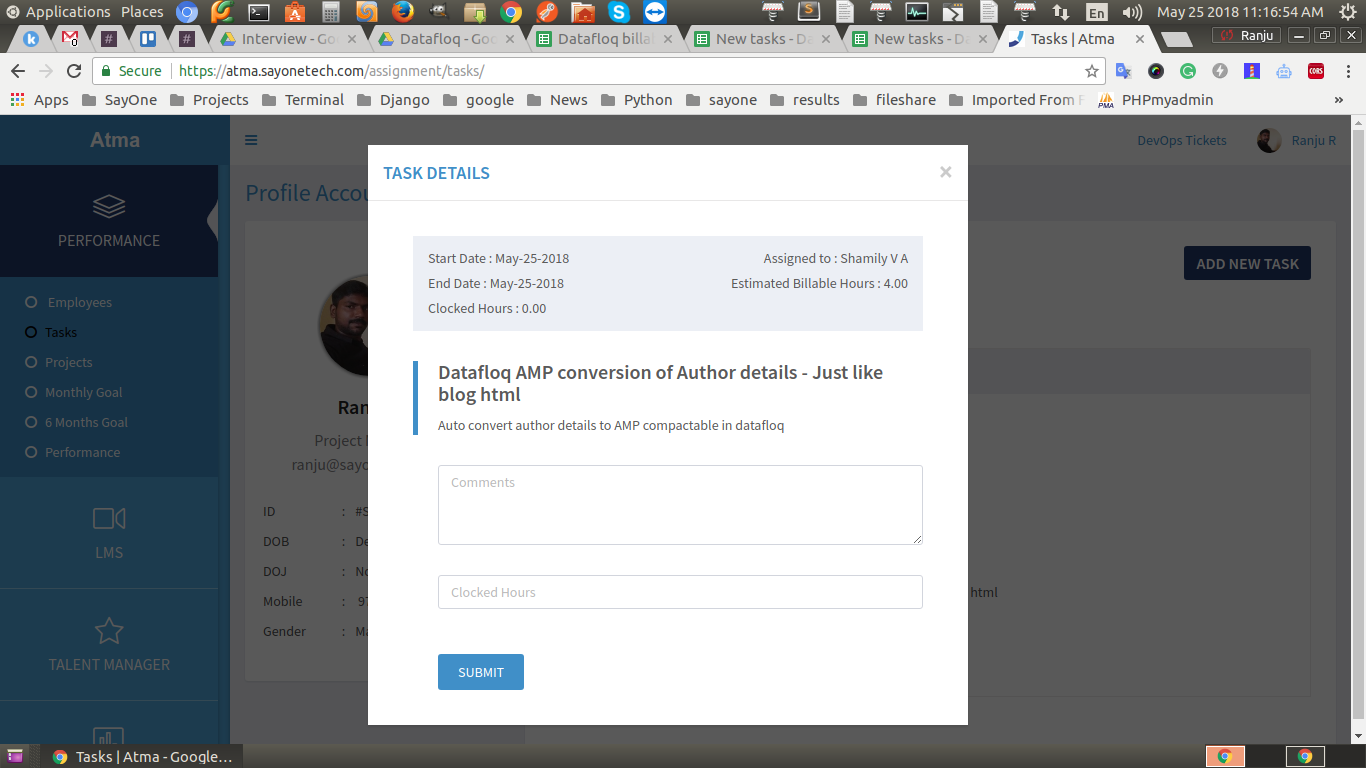 Applications Places En May 25 2018 11:16:54 AM
Interview - Go Datafloq - Goo Datafloq billa New tasks - Da New tasks - Da Tasks | Atma Ranju
Secure https://atma.sayonetech.com/assignment/tasks/
Apps SayOne Projects Terminal Django google News Python sayone results fileshare Imported From F PHPmyadmin »
Atma
DevOps Tickets Ranju R
TASK DETAILS ×
Profile Accou
PERFORMANCE
Start Date : May-25-2018 Assigned to : Shamily V A
ADD NEW TASK
End Date : May-25-2018 Estimated Billable Hours : 4.00
Clocked Hours : 0.00
Employees
Tasks
Projects
Monthly Goal
6 Months Goal
Performance
Datafloq AMP conversion of Author details - Just like
blog html
Auto convert author details to AMP compactable in datafloq
Ran
Project
ranju@sayo
Comments
ID : #S
DOB : De
DOJ : No
Mobile : 97
Gender : Ma
LMS
Clocked Hours
html
TALENT MANAGER
SUBMIT
Tasks | Atma - Google...